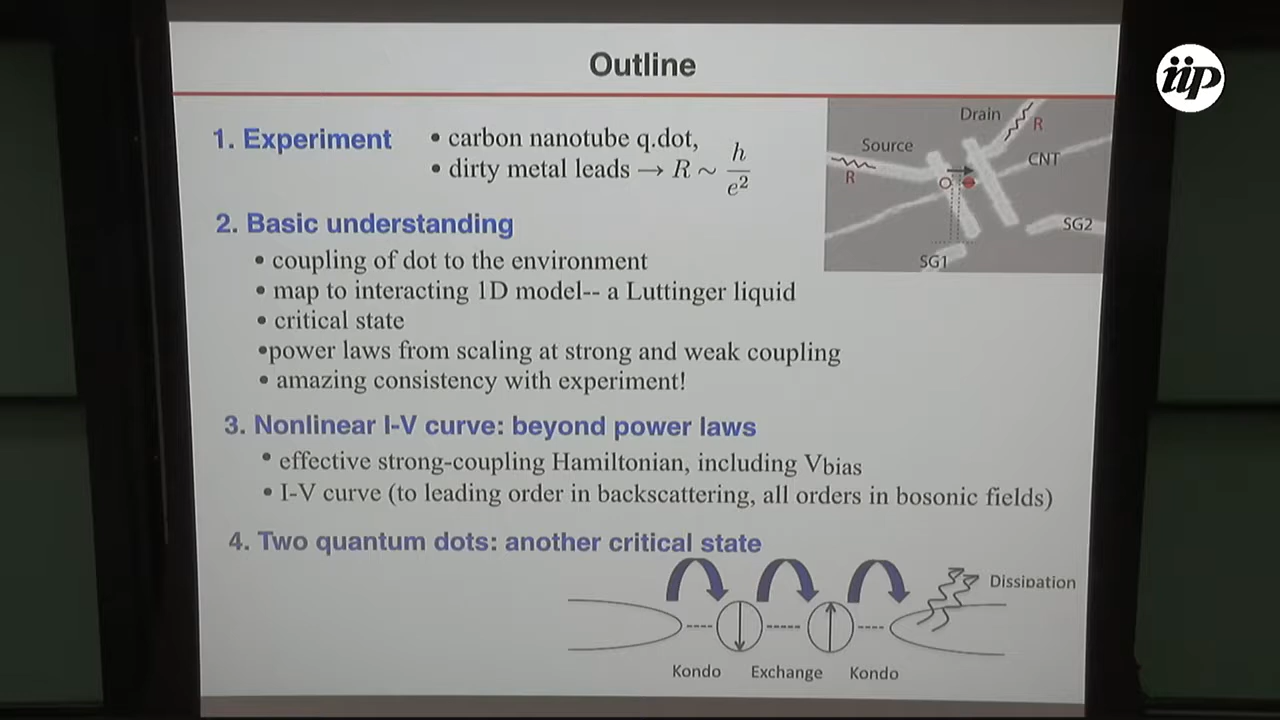 Outline
iip
1. Experiment
• carbon nanotube q.dot,
• dirty metal leads → R ~ h/e²
Source
Drain
R
R
CNT
SG1
SG2
2. Basic understanding
• coupling of dot to the environment
• map to interacting 1D model-- a Luttinger liquid
• critical state
•power laws from scaling at strong and weak coupling
• amazing consistency with experiment!
3. Nonlinear I-V curve: beyond power laws
• effective strong-coupling Hamiltonian, including Vbias
• I-V curve (to leading order in backscattering, all orders in bosonic fields)
4. Two quantum dots: another critical state
Dissipation
Kondo
Exchange
Kondo